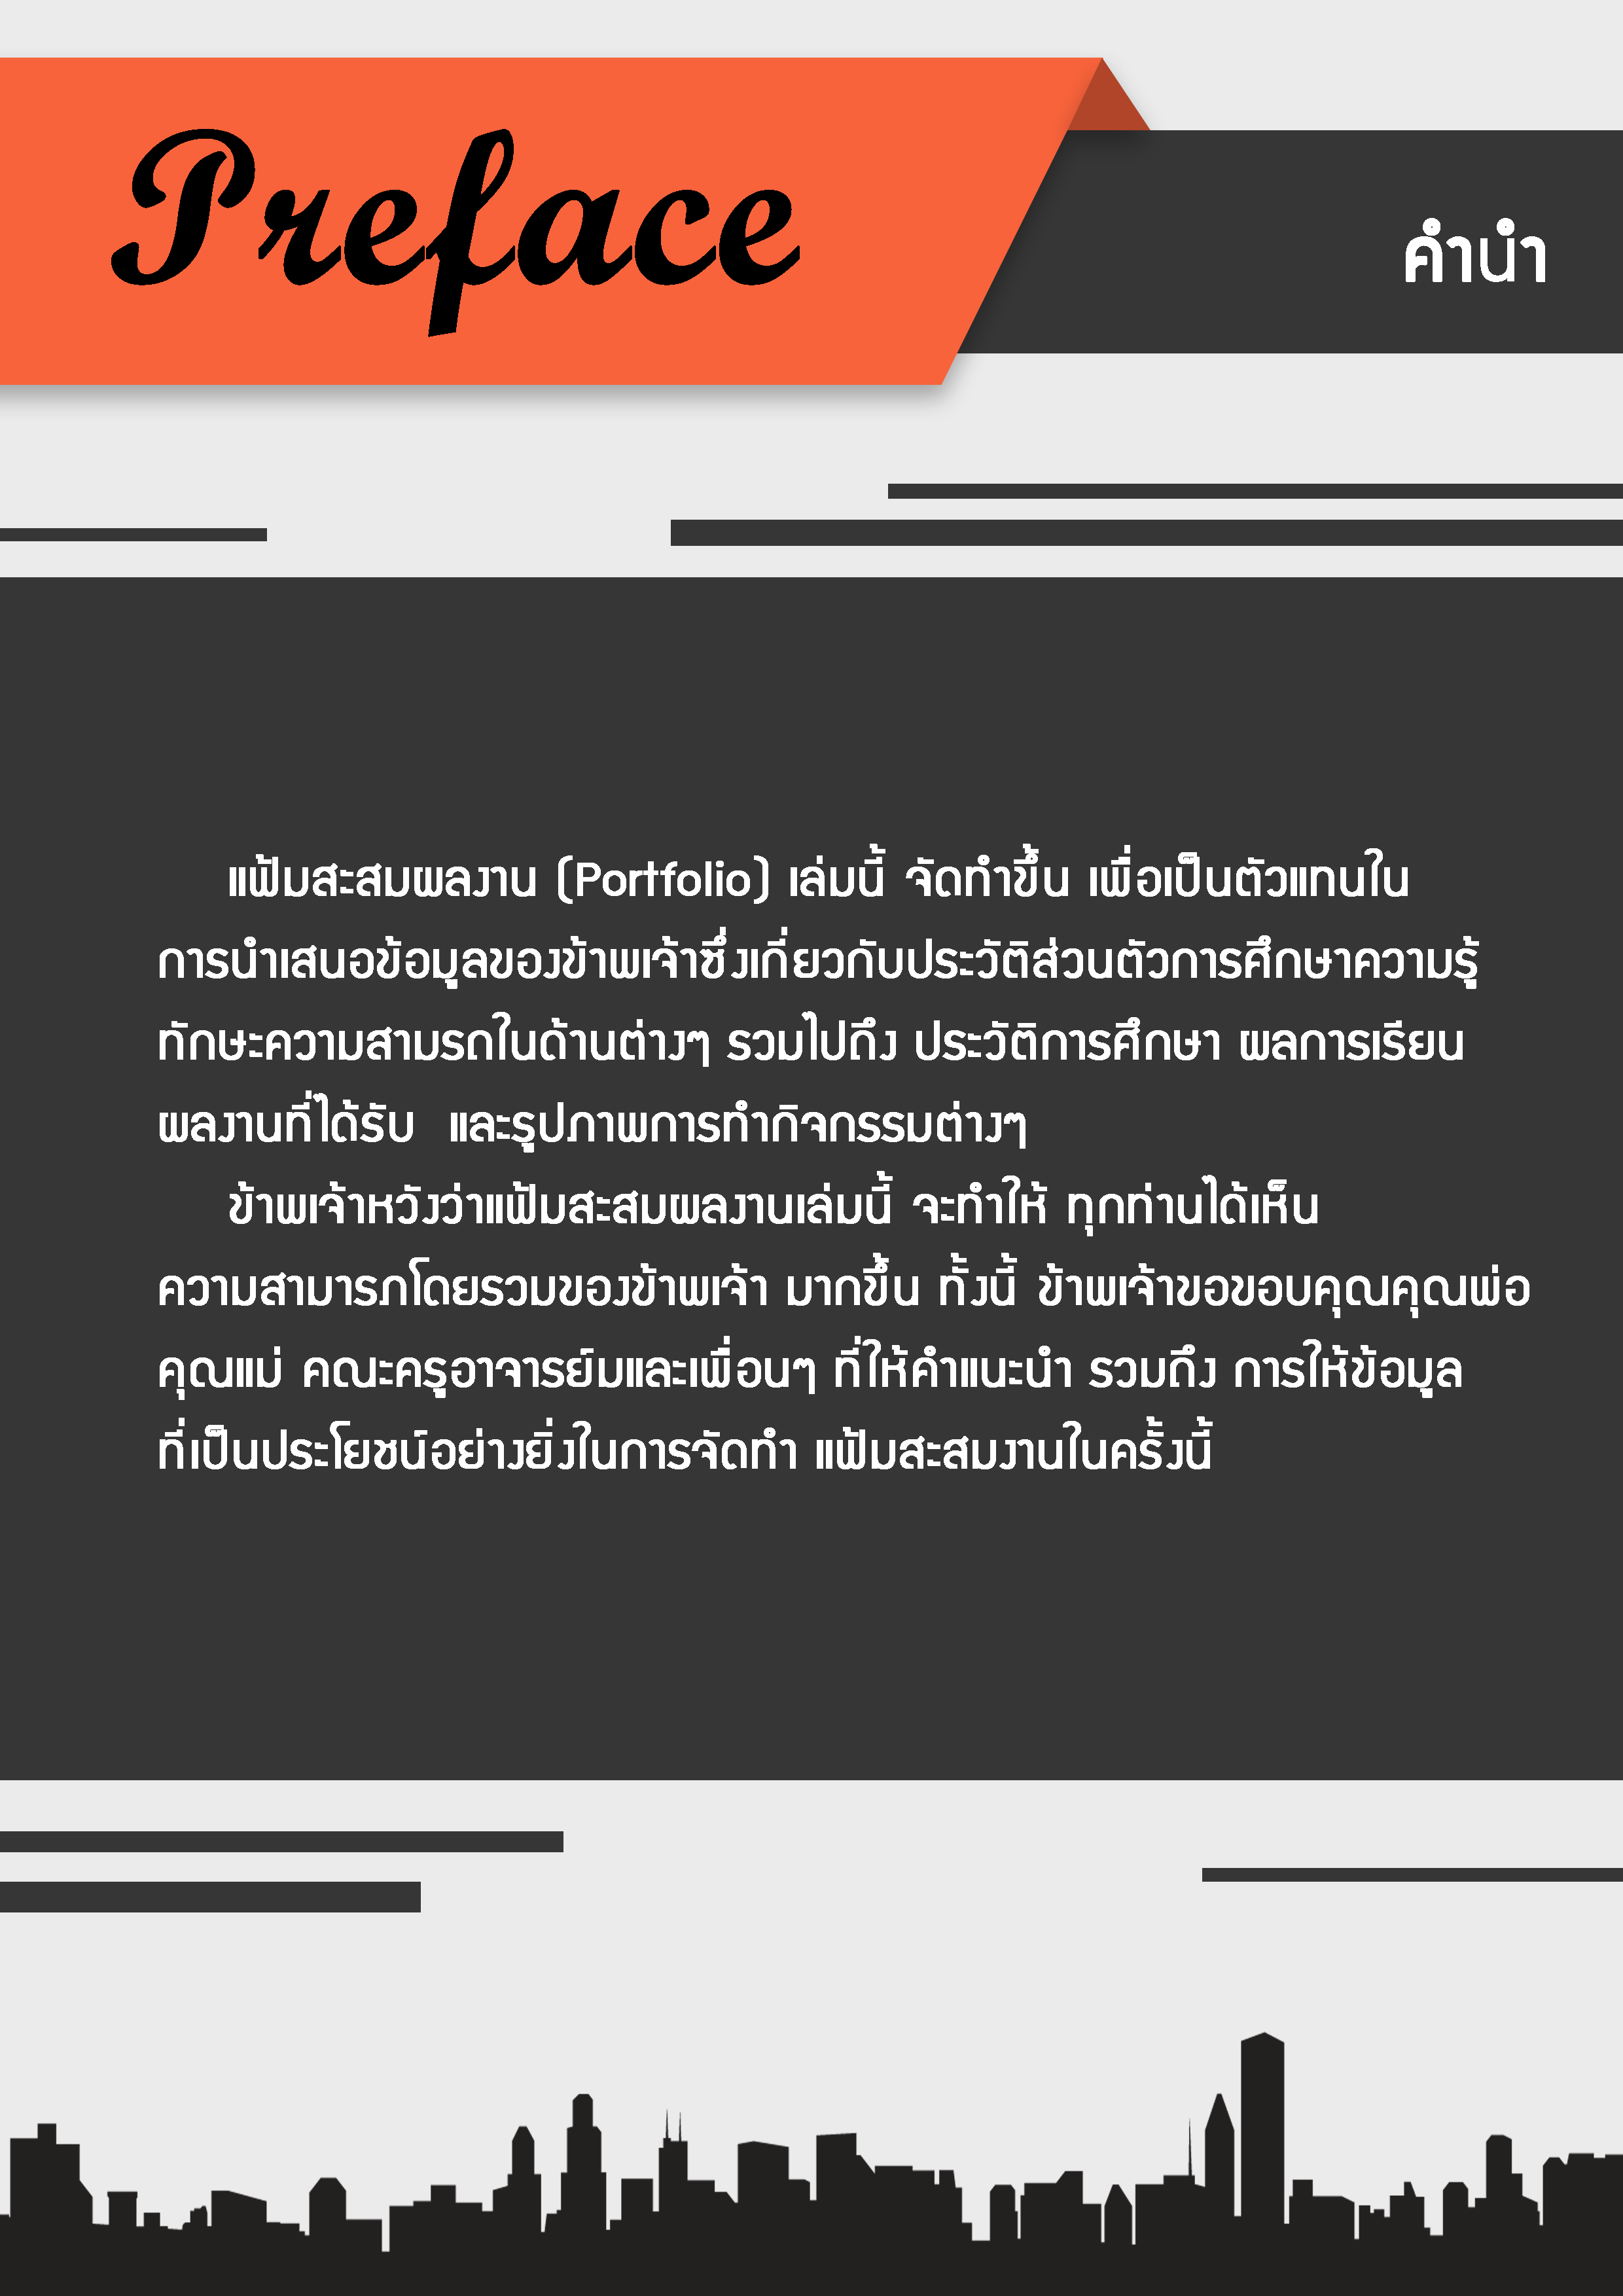 Preface
คำนำ
แฟ้มสะสมผลงาน (Portfolio) เล่มนี้ จัดทำขึ้น เพื่อเป็นตัวแทนใน
การนำเสนอข้อมูลของข้าพเจ้าซึ่งเกี่ยวกับประวัติส่วนตัวการศึกษาความรู้
ทักษะความสามรถในด้านต่างๆ รวมไปถึง ประวัติการศึกษา ผลการเรียน
ผลงานที่ได้รับ และรูปภาพการทำกิจกรรมต่างๆ
ข้าพเจ้าหวังว่าแฟ้มสะสมผลงานเล่มนี้ จะทำให้ ทุกท่านได้เห็น
ความสามารภโดยรวมของข้าพเจ้า มากขึ้น ทั้งนี้ ข้าพเจ้าขอขอบคุณคุณพ่อ
คุณแม่ คณะครูอาจารย์มและเพื่อนๆ ที่ให้คำแนะนำ รวมถึง การให้ข้อมูล
ที่เป็นประโยชน์อย่างยิ่งในการจัดทำ แฟ้มสะสมงานในครั้งนี้